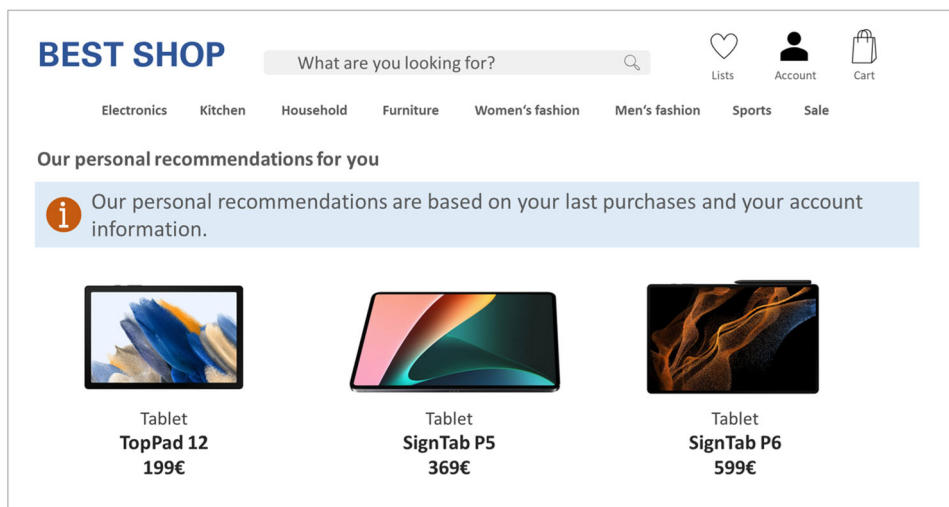 BEST SHOP
What are you looking for?
Lists
Account
Cart
Electronics Kitchen Household Furniture Women‘s fashion Men‘s fashion Sports Sale
Our personal recommendations for you
i
Our personal recommendations are based on your last purchases and your account
information.
Tablet
TopPad 12
199€
Tablet
SignTab P5
369€
Tablet
SignTab P6
599€